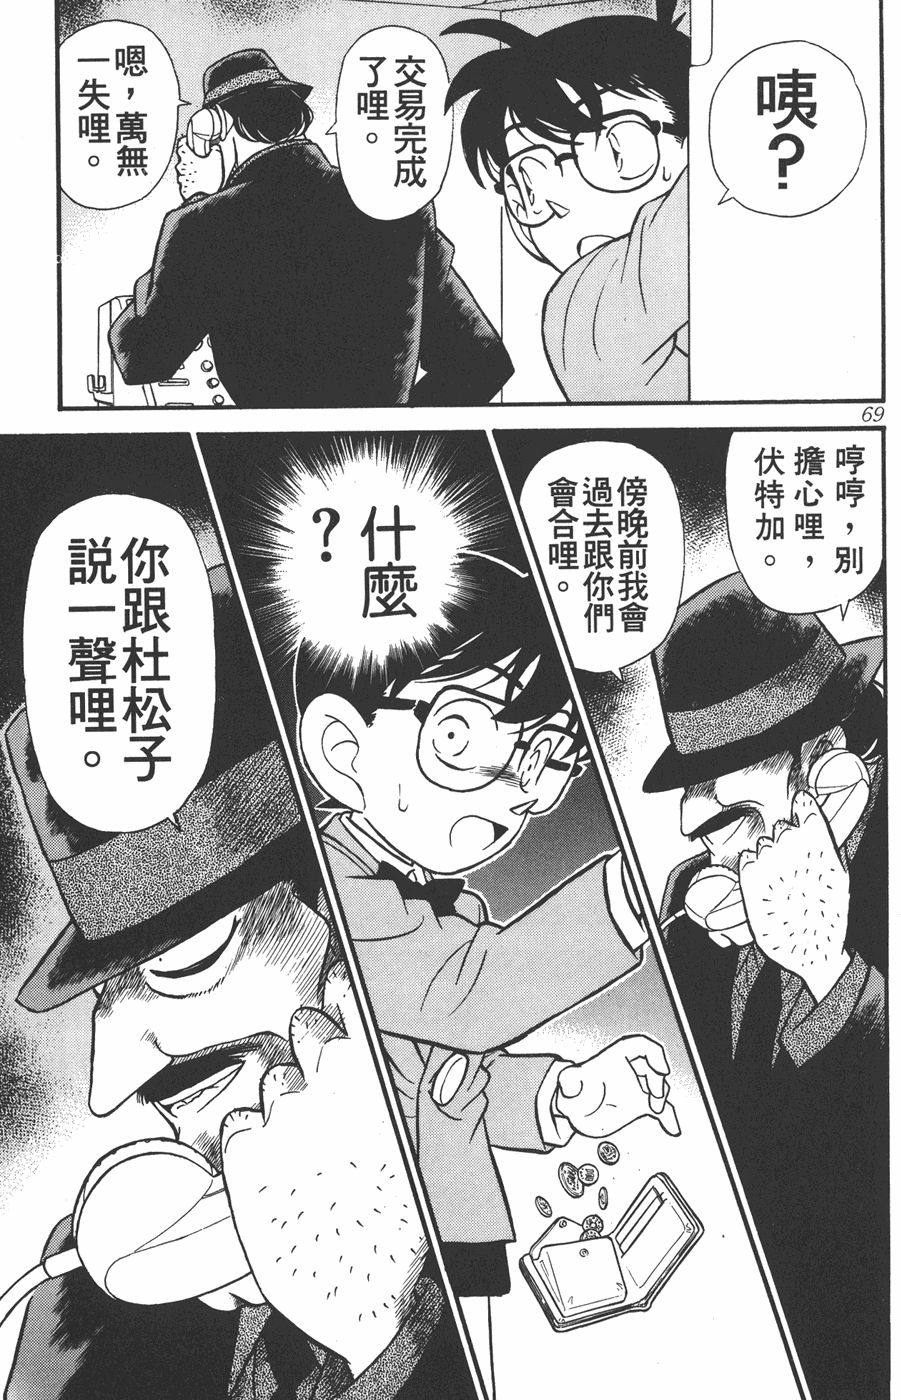 咦？
交易完成
了哩。
嗯，萬無
一失哩。
69
哼哼，別
擔心哩，
伏特加。
傍晚前我會
過去跟你們
會合哩。
什麼
？
你跟杜松子
説一聲哩。